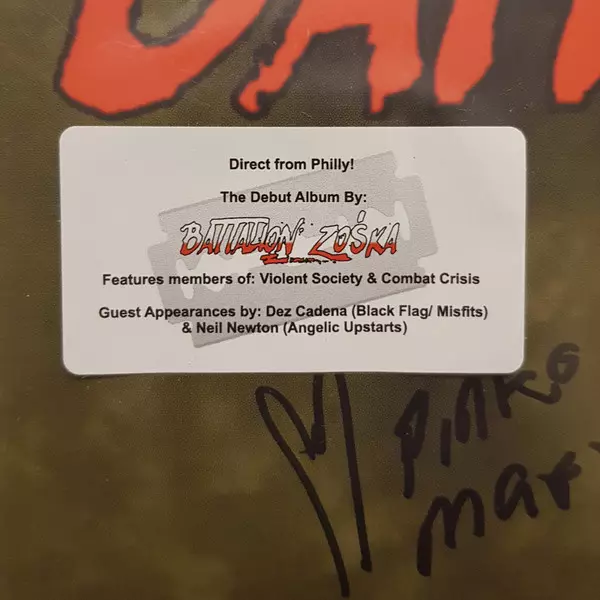 BATT
Direct from Philly!
The Debut Album By:
BATTALION ZOŚKA
Features members of: Violent Society & Combat Crisis
Guest Appearances by: Dez Cadena (Black Flag/ Misfits)
& Neil Newton (Angelic Upstarts)